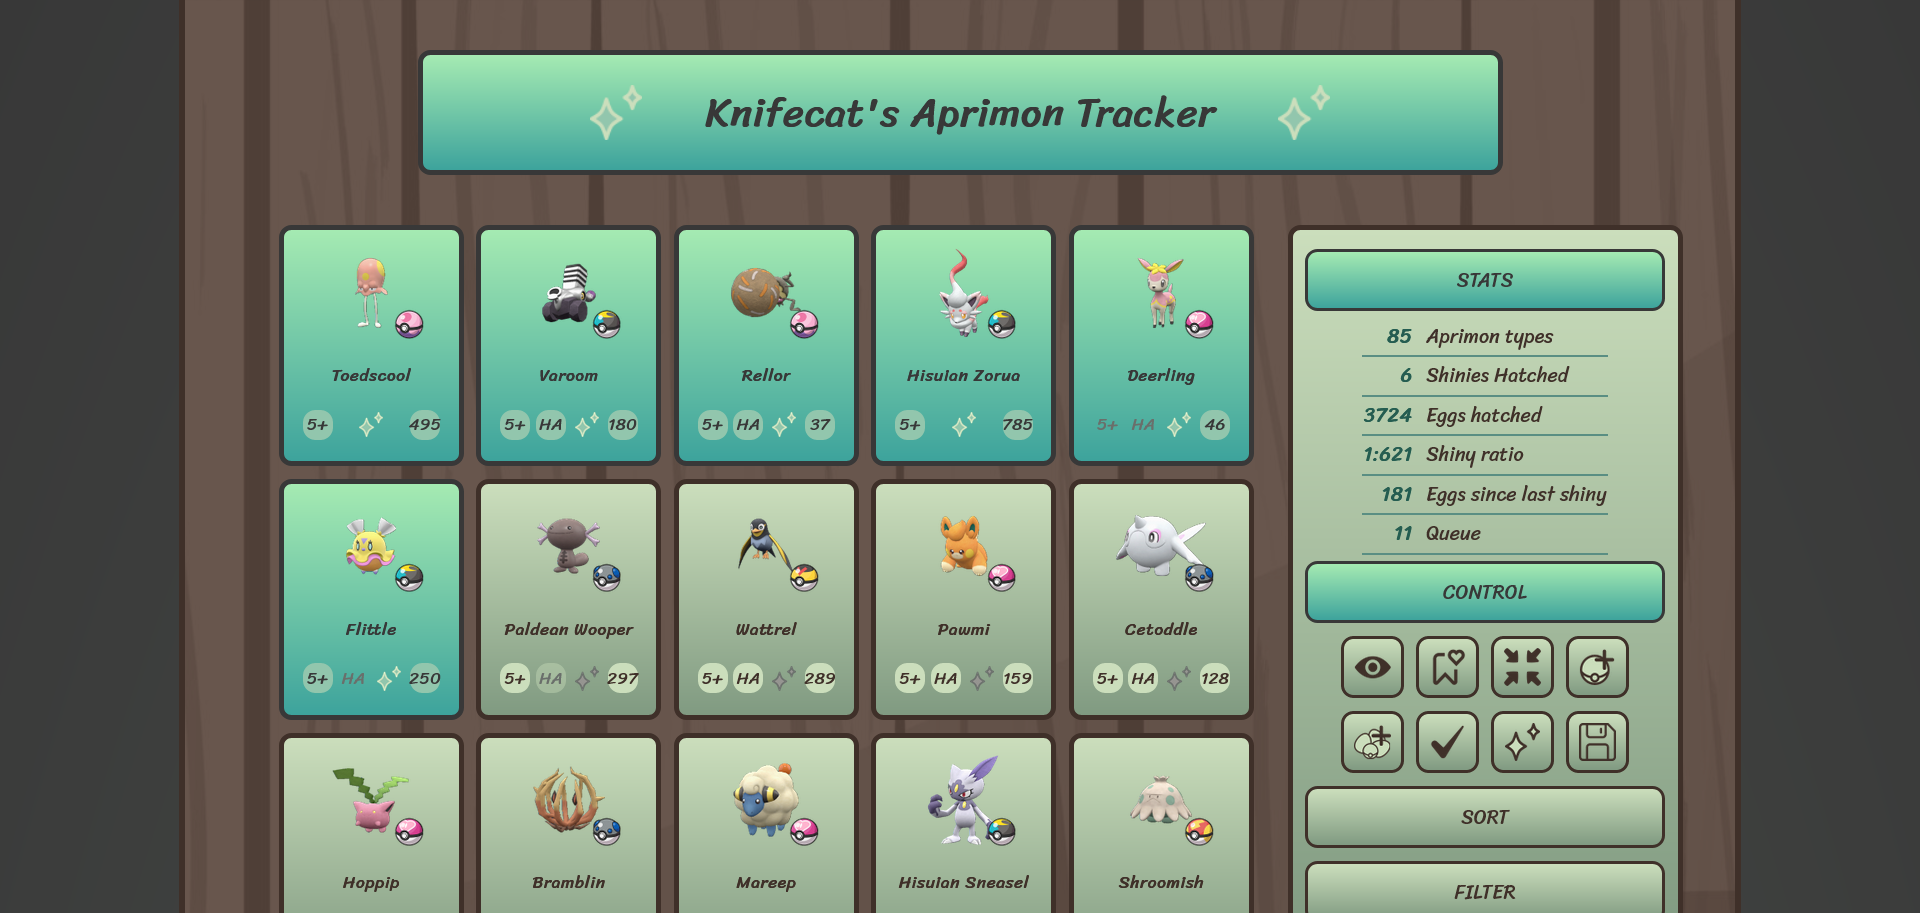 Knifecat's Aprimon Tracker
Toedscool
5+ 495
Varoom
5+ HA 180
Rellor
5+ HA 37
Hisuian Zorua
5+ 785
Deerling
5+ HA 46
Flittle
5+ HA 250
Paldean Wooper
5+ HA 297
Wattrel
5+ HA 289
Pawmi
5+ HA 159
Cetoddle
5+ HA 128
Hoppip
Bramblin
Mareep
Hisuian Sneasel
Shroomish
STATS
85 Aprimon types
6 Shinies Hatched
3724 Eggs hatched
1:621 Shiny ratio
181 Eggs since last shiny
11 Queue
CONTROL
SORT
FILTER